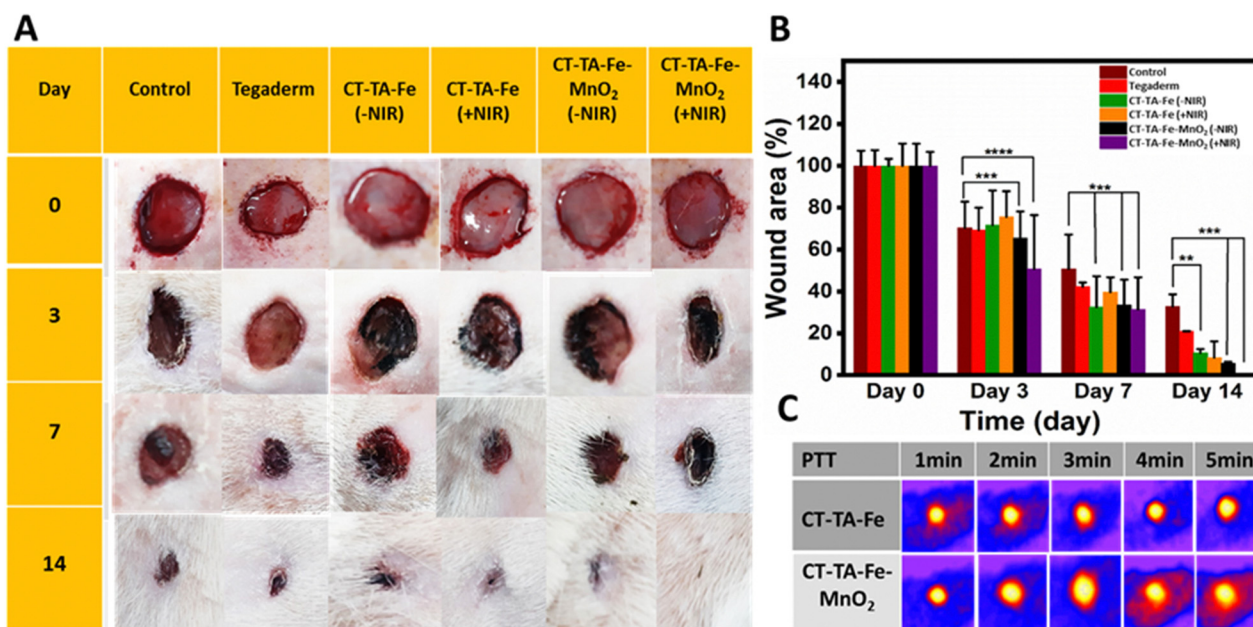 A
Day
Control
Tegaderm
CT-TA-Fe
(-NIR)
CT-TA-Fe
(+NIR)
CT-TA-Fe-
MnO₂
(-NIR)
CT-TA-Fe-
MnO₂
(+NIR)
0
3
7
14
B
Wound area (%)
140
120
100
80
60
40
20
0
Control
Tegaderm
CT-TA-Fe (-NIR)
CT-TA-Fe (+NIR)
CT-TA-Fe-MnO₂ (-NIR)
CT-TA-Fe-MnO₂ (+NIR)
****
***
***
***
**
Day 0 Day 3 Day 7 Day 14
Time (day)
C
PTT 1min 2min 3min 4min 5min
CT-TA-Fe
CT-TA-Fe-
MnO₂